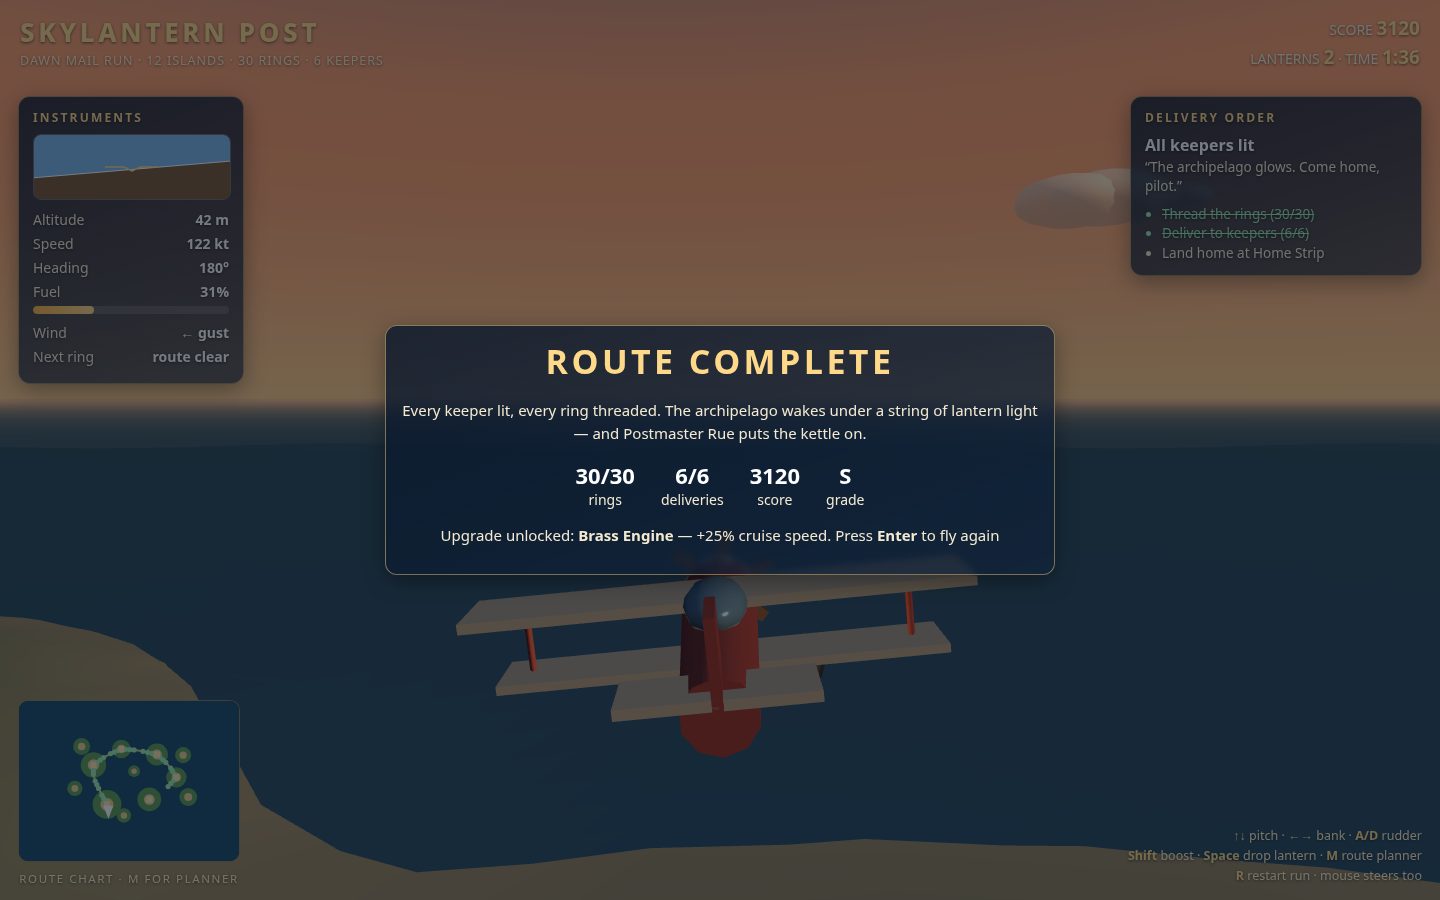 SKYLANTERN POST
DAWN MAIL RUN · 12 ISLANDS · 30 RINGS · 6 KEEPERS
SCORE 3120
LANTERNS 2 · TIME 1:36
INSTRUMENTS
Altitude 42 m
Speed 122 kt
Heading 180°
Fuel 31%
Wind ← gust
Next ring route clear
DELIVERY ORDER
All keepers lit
“The archipelago glows. Come home,
pilot.”
• Thread the rings (30/30)
• Deliver to keepers (6/6)
• Land home at Home Strip
ROUTE COMPLETE
Every keeper lit, every ring threaded. The archipelago wakes under a string of lantern light
— and Postmaster Rue puts the kettle on.
30/30 6/6 3120 S
rings deliveries score grade
Upgrade unlocked: Brass Engine — +25% cruise speed. Press Enter to fly again
ROUTE CHART · M FOR PLANNER
↑↓ pitch · ←→ bank · A/D rudder
Shift boost · Space drop lantern · M route planner
R restart run · mouse steers too